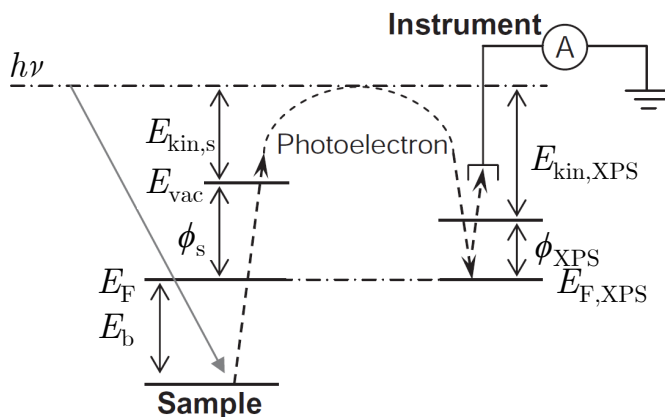 Instrument
A
hν
E_kin,s
Photoelectron
E_kin,XPS
E_vac
ϕ_s
ϕ_XPS
E_F
E_F,XPS
E_b
Sample